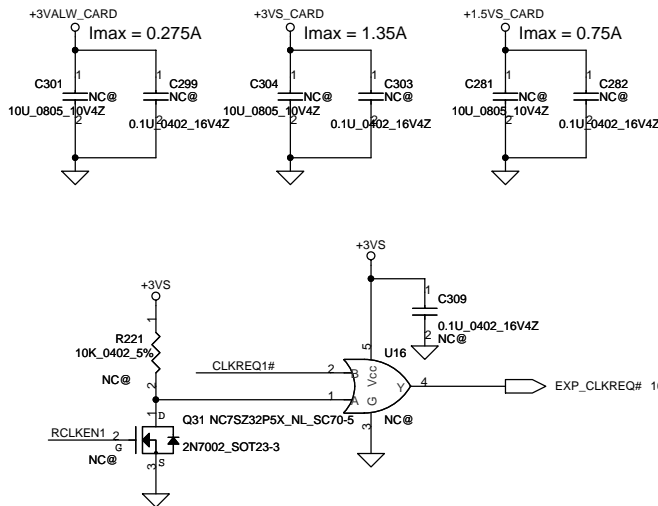 +3VALW_CARD
Imax = 0.275A
+3VS_CARD
Imax = 1.35A
+1.5VS_CARD
Imax = 0.75A
1
C301
NC@
10U_0805_10V4Z
2
1
C299
NC@
0.1U_0402_16V4Z
2
1
C304
NC@
10U_0805_10V4Z
2
1
C303
NC@
0.1U_0402_16V4Z
2
1
C281
NC@
10U_0805_10V4Z
2
1
C282
NC@
0.1U_0402_16V4Z
2
+3VS
+3VS
1
C309
0.1U_0402_16V4Z
2
NC@
1
R221
10K_0402_5%
NC@
2
5
U16
CLKREQ1#
2
B
Vcc
Y
4
EXP_CLKREQ#
1
A
G
1
D
Q31
NC7SZ32P5X_NL_SC70-5
NC@
3
RCLKEN1
2
G
2N7002_SOT23-3
NC@
3
S